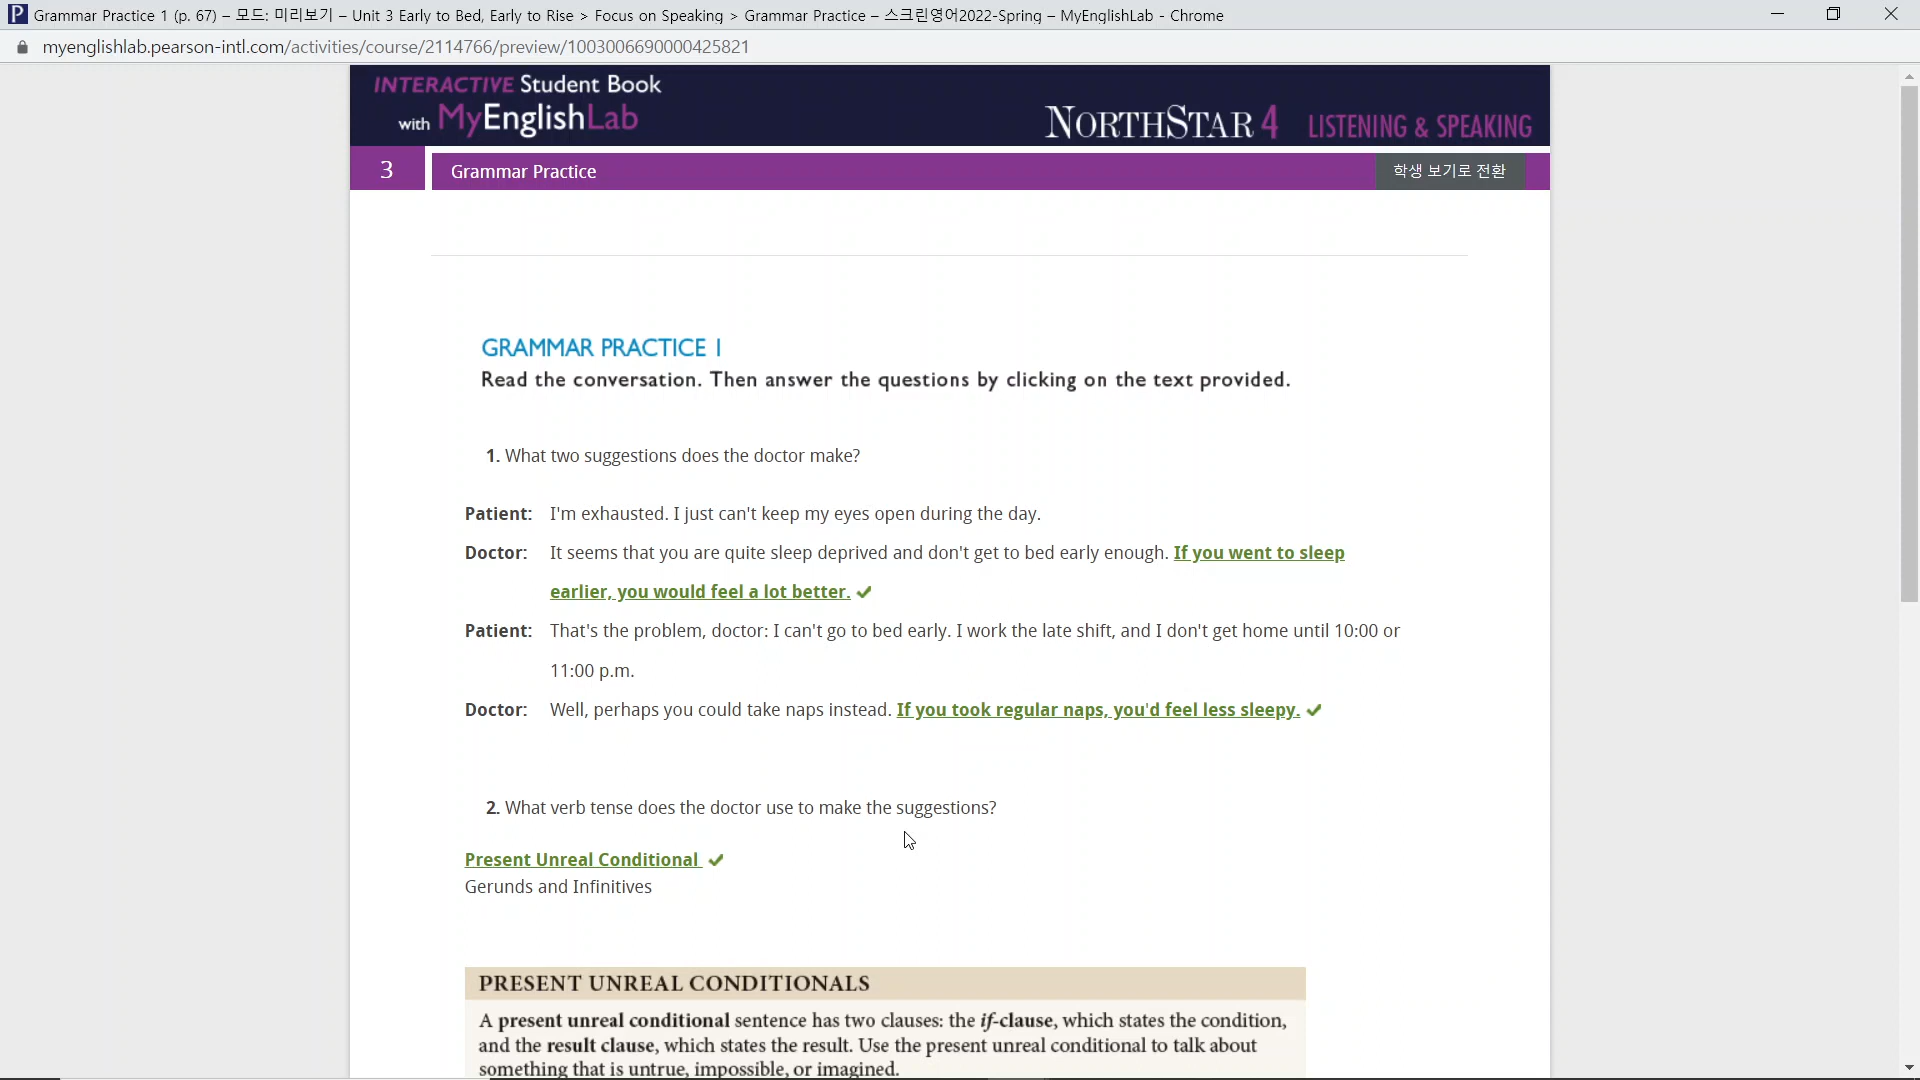 Grammar Practice 1 (p. 67) – 모드: 미리보기 – Unit 3 Early to Bed, Early to Rise > Focus on Speaking > Grammar Practice – 스크린영어2022-Spring – MyEnglishLab - Chrome
myenglishlab.pearson-intl.com/activities/course/2114766/preview/1003006690000425821
INTERACTIVE Student Book
with MyEnglishLab
NORTHSTAR 4 LISTENING & SPEAKING
3 Grammar Practice 학생 보기로 전환
GRAMMAR PRACTICE 1
Read the conversation. Then answer the questions by clicking on the text provided.
1. What two suggestions does the doctor make?
Patient: I'm exhausted. I just can't keep my eyes open during the day.
Doctor: It seems that you are quite sleep deprived and don't get to bed early enough. If you went to sleep
earlier, you would feel a lot better.
Patient: That's the problem, doctor: I can't go to bed early. I work the late shift, and I don't get home until 10:00 or
11:00 p.m.
Doctor: Well, perhaps you could take naps instead. If you took regular naps, you'd feel less sleepy.
2. What verb tense does the doctor use to make the suggestions?
Present Unreal Conditional
Gerunds and Infinitives
PRESENT UNREAL CONDITIONALS
A present unreal conditional sentence has two clauses: the if-clause, which states the condition,
and the result clause, which states the result. Use the present unreal conditional to talk about
something that is untrue, impossible, or imagined.